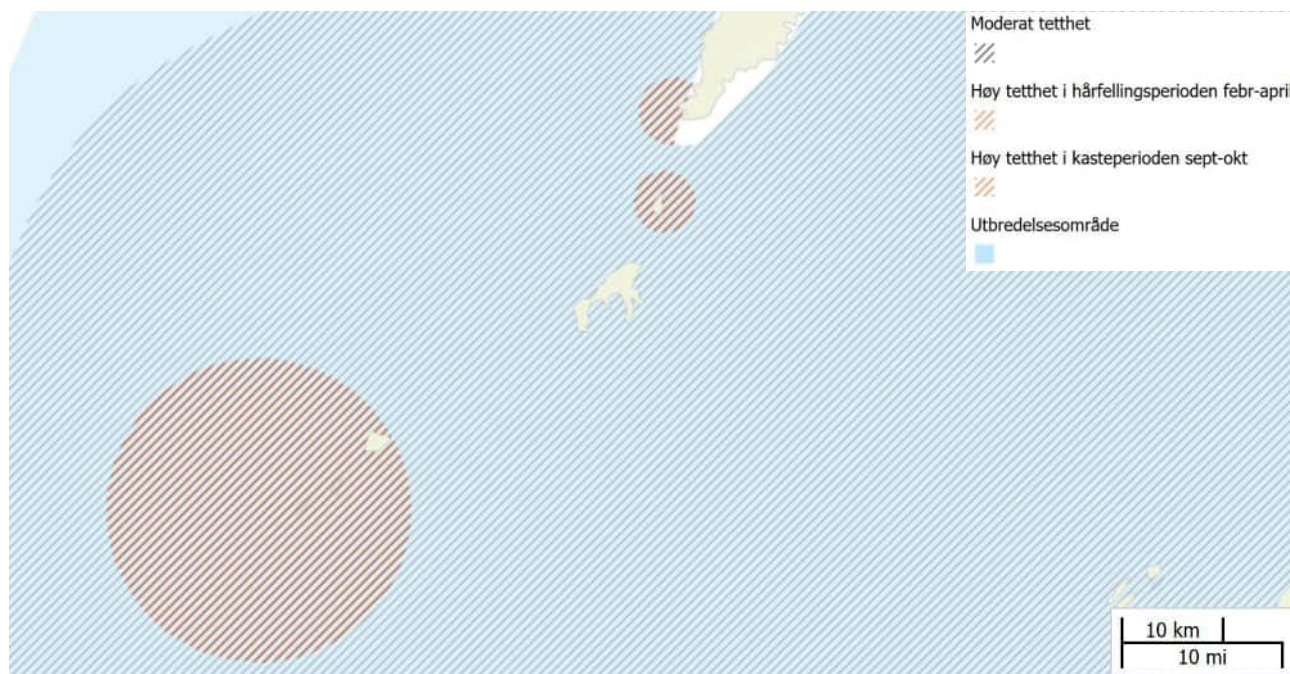 Moderat tetthet
Høy tetthet i hårfellingsperioden febr-april
Høy tetthet i kasteperioden sept-okt
Utbredelsesområde
10 km
10 mi